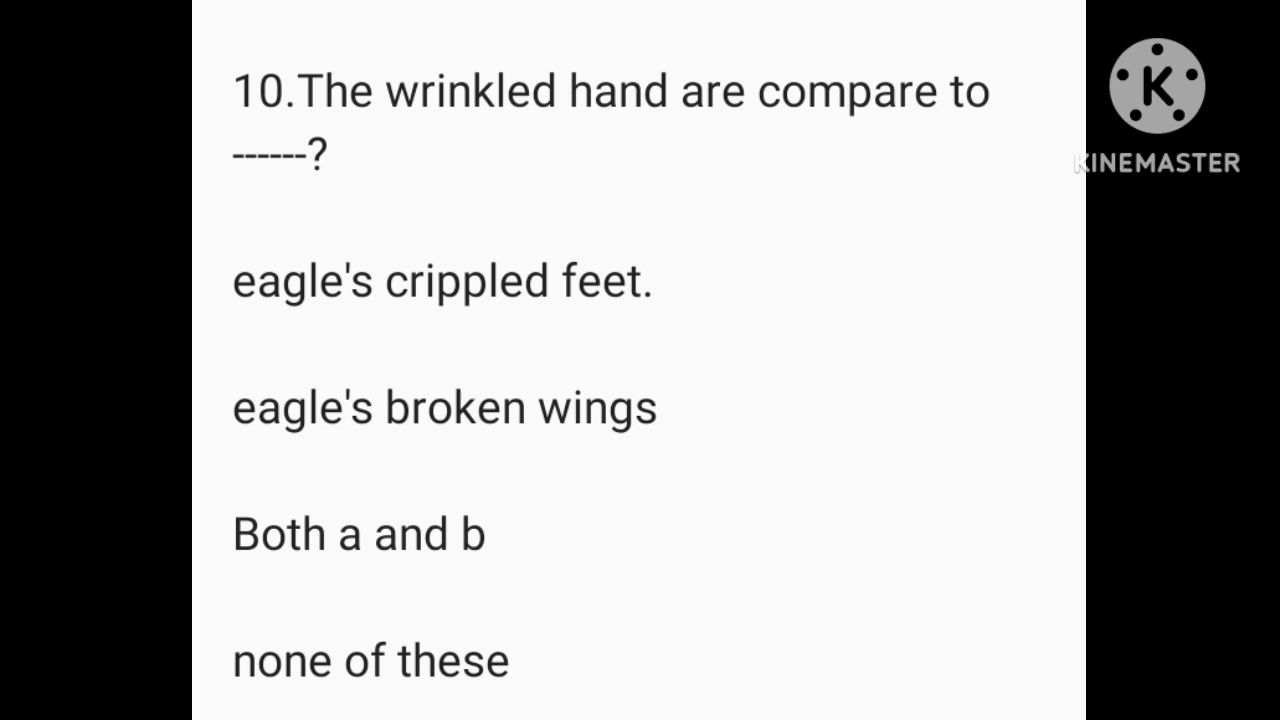 10.The wrinkled hand are compare to
------?
eagle's crippled feet.
eagle's broken wings
Both a and b
none of these
K
KINEMASTER